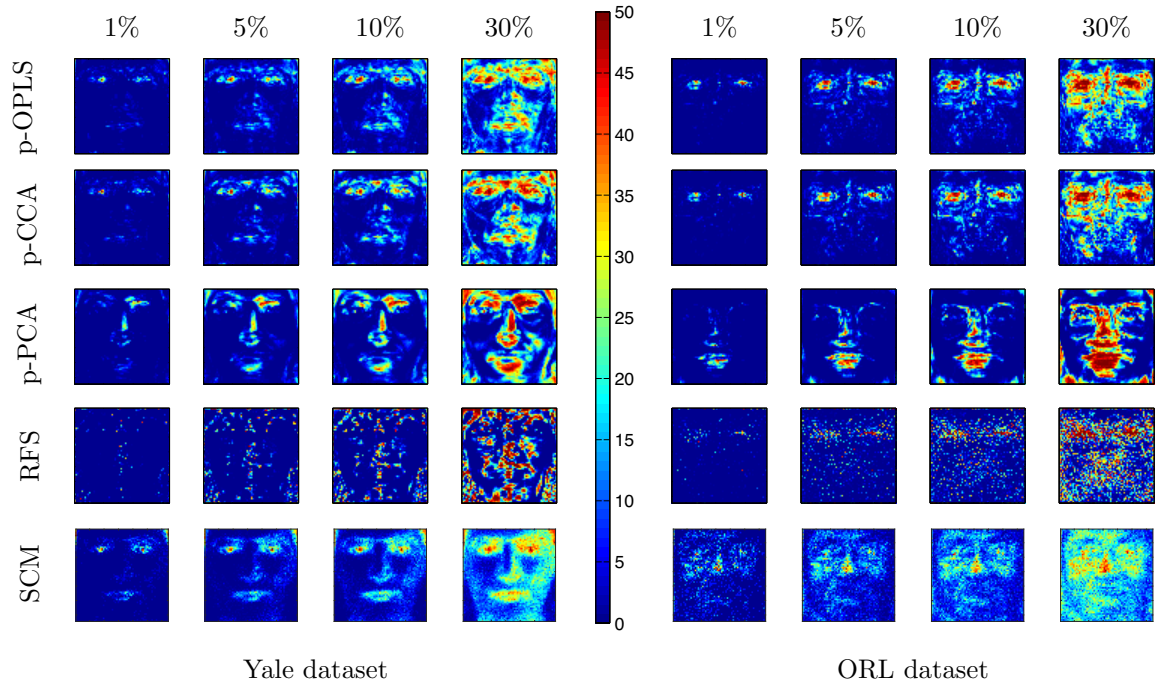 1% 5% 10% 30% 1% 5% 10% 30%
p-OPLS
p-CCA
p-PCA
RFS
SCM
50
45
40
35
30
25
20
15
10
5
0
Yale dataset ORL dataset